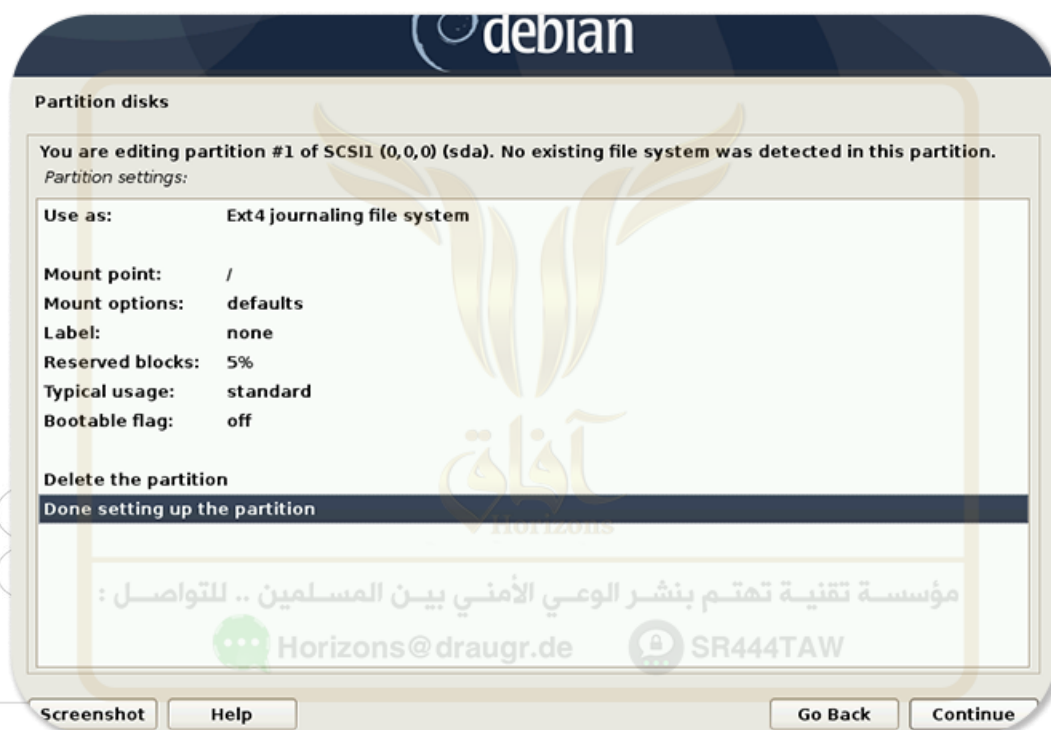 debian
Partition disks
You are editing partition #1 of SCSI1 (0,0,0) (sda). No existing file system was detected in this partition.
Partition settings:
Use as: Ext4 journaling file system
Mount point: /
Mount options: defaults
Label: none
Reserved blocks: 5%
Typical usage: standard
Bootable flag: off
آفاق
Delete the partition
Done setting up the partition
Horizons
مؤسسة تقنية تهتم بنشر الوعي الأمني بين المسلمين .. للتواصل :
Horizons@draugr.de SR444TAW
Screenshot Help Go Back Continue